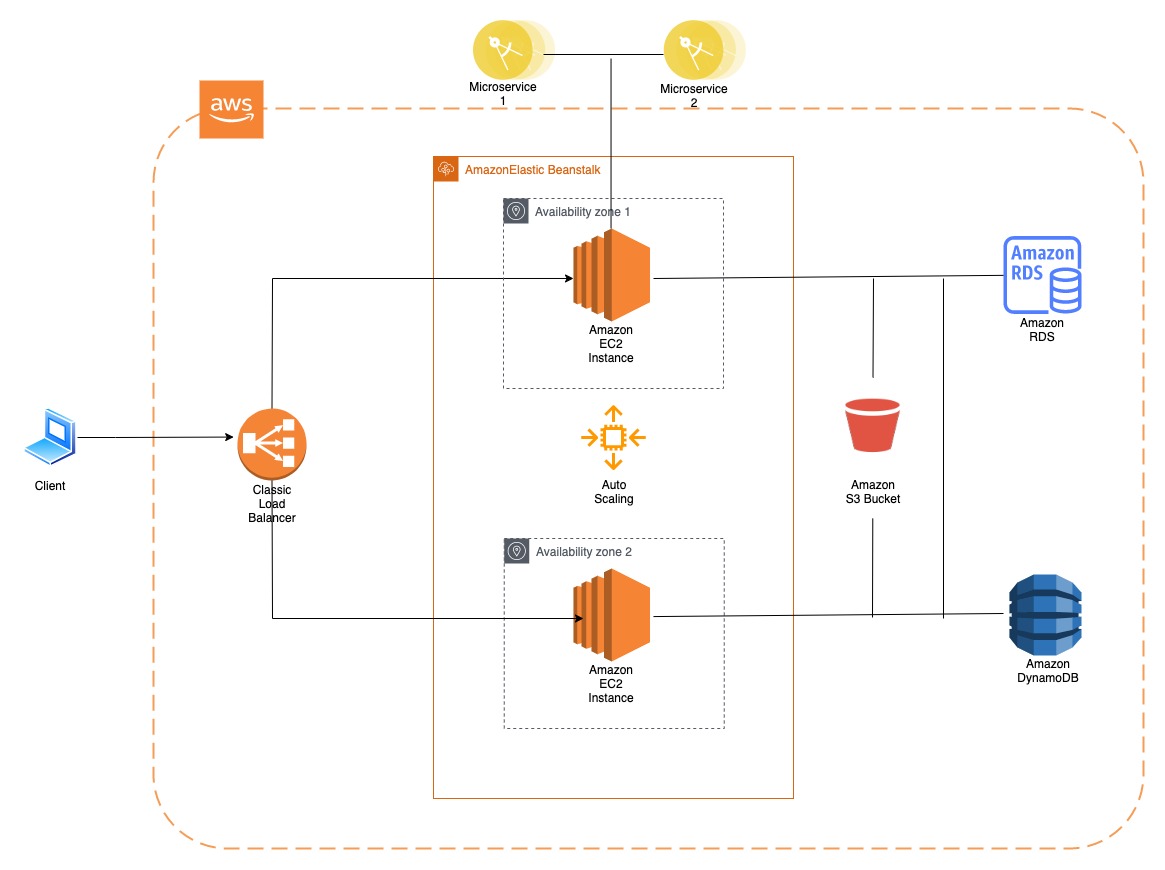 Microservice
1
Microservice
2
aws
AmazonElastic Beanstalk
Availability zone 1
Amazon
RDS
Amazon
EC2
Instance
Amazon
RDS
Client
Classic
Load
Balancer
Auto
Scaling
Amazon
S3 Bucket
Availability zone 2
Amazon
EC2
Instance
Amazon
DynamoDB